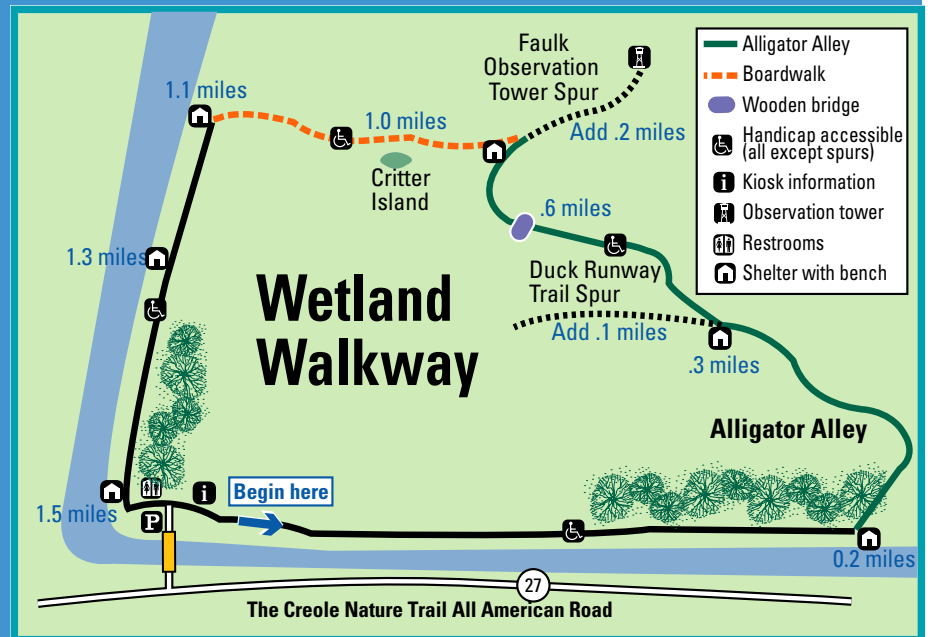 Faulk
Observation
Tower Spur
Alligator Alley
Boardwalk
Wooden bridge
Handicap accessible
(all except spurs)
i Kiosk information
Observation tower
Restrooms
Shelter with bench
1.1 miles
1.0 miles
Add .2 miles
Critter
Island
.6 miles
1.3 miles
Duck Runway
Trail Spur
Wetland
Walkway
Add .1 miles
.3 miles
Alligator Alley
i
Begin here
1.5 miles
P
0.2 miles
27
The Creole Nature Trail All American Road